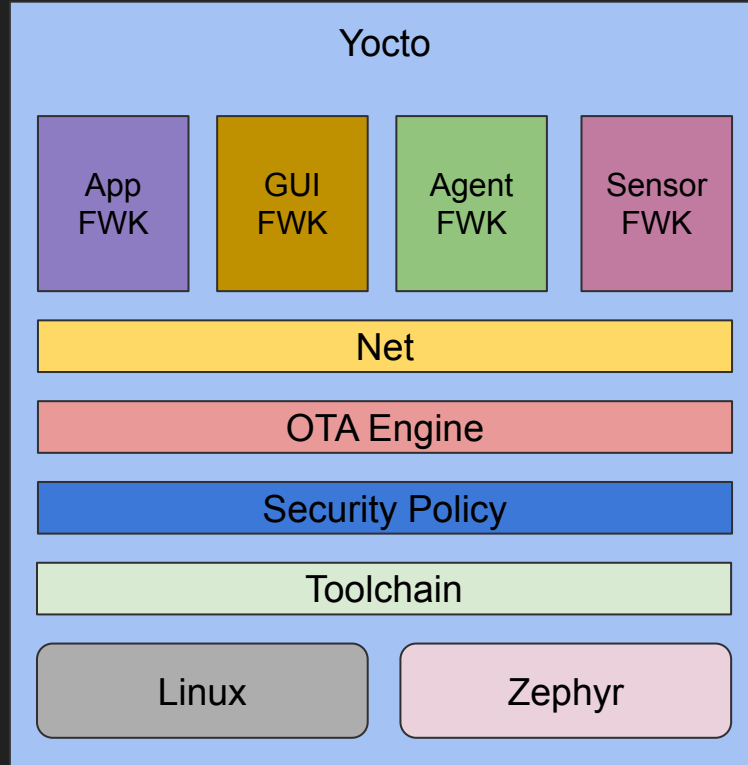 Yocto
App
FWK
GUI
FWK
Agent
FWK
Sensor
FWK
Net
OTA Engine
Security Policy
Toolchain
Linux
Zephyr